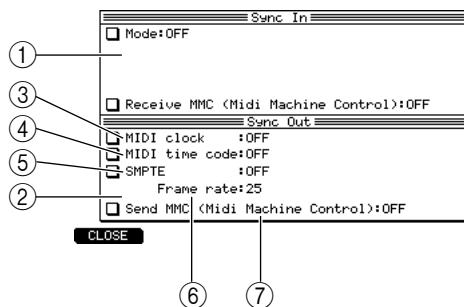 Sync In
① Mode:OFF
Receive MMC (Midi Machine Control):OFF
Sync Out
③ MIDI clock :OFF
④ MIDI time code:OFF
⑤ SMPTE :OFF
② Frame rate:25
Send MMC (Midi Machine Control):OFF
CLOSE
⑥ ⑦